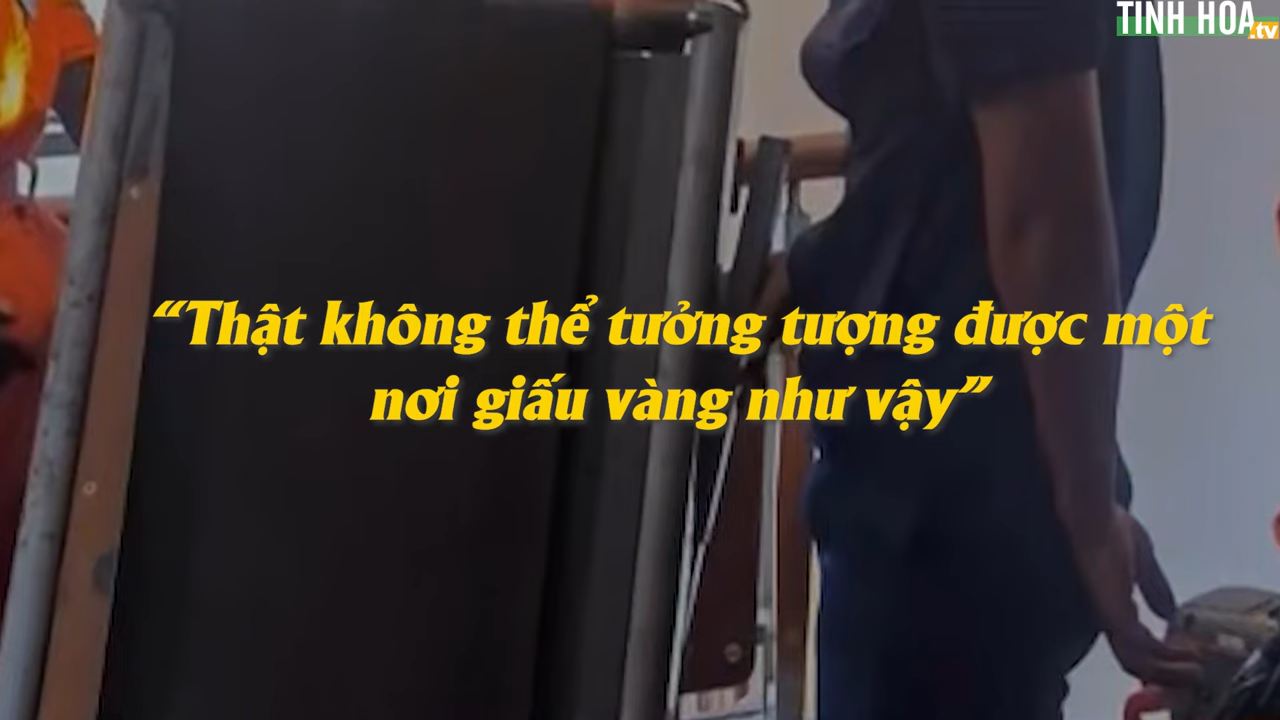 TINH HOA
.tv
“Thật không thể tưởng tượng được một
nơi giấu vàng như vậy”